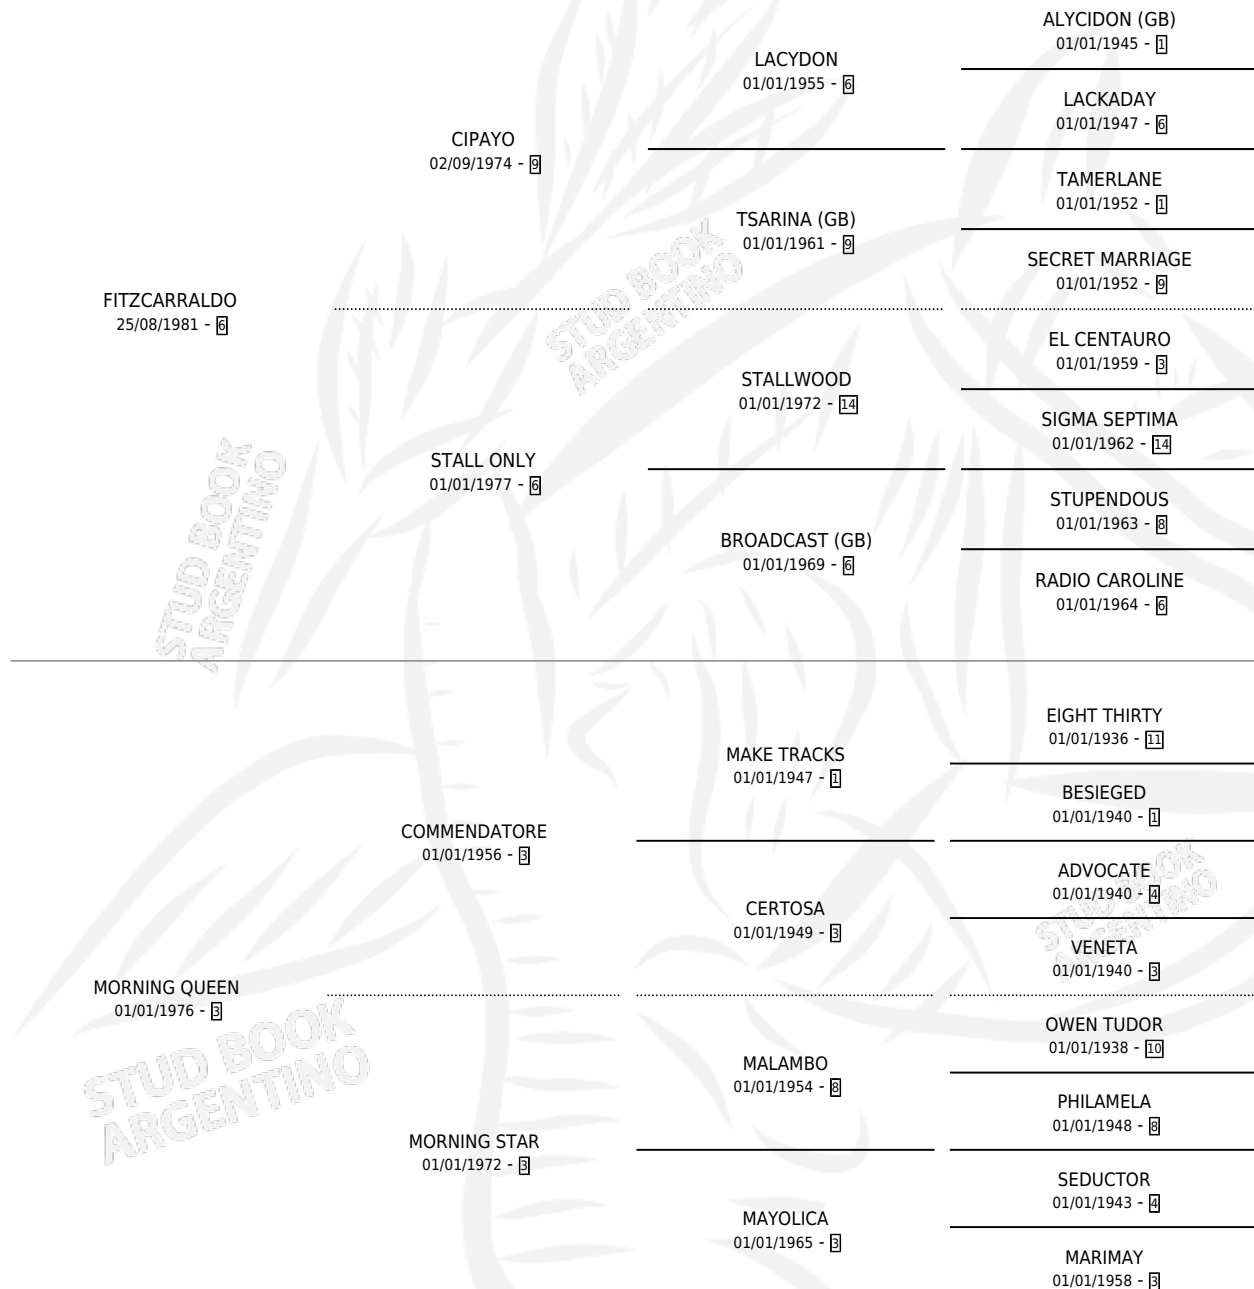 ALYCIDON (GB)
01/01/1945 - 1
LACYDON
01/01/1955 - 6
LACKADAY
01/01/1947 - 6
CIPAYO
02/09/1974 - 9
TAMERLANE
01/01/1952 - 1
TSARINA (GB)
01/01/1961 - 9
SECRET MARRIAGE
01/01/1952 - 9
FITZCARRALDO
25/08/1981 - 6
EL CENTAURO
01/01/1959 - 3
STALLWOOD
01/01/1972 - 14
SIGMA SEPTIMA
01/01/1962 - 14
STALL ONLY
01/01/1977 - 6
STUPENDOUS
01/01/1963 - 8
BROADCAST (GB)
01/01/1969 - 6
RADIO CAROLINE
01/01/1964 - 6
EIGHT THIRTY
01/01/1936 - 11
MAKE TRACKS
01/01/1947 - 1
BESIEGED
01/01/1940 - 1
COMMENDATORE
01/01/1956 - 3
ADVOCATE
01/01/1940 - 4
CERTOSA
01/01/1949 - 3
VENETA
01/01/1940 - 3
MORNING QUEEN
01/01/1976 - 3
OWEN TUDOR
01/01/1938 - 10
MALAMBO
01/01/1954 - 8
PHILAMELA
01/01/1948 - 8
MORNING STAR
01/01/1972 - 3
SEDUCTOR
01/01/1943 - 4
MAYOLICA
01/01/1965 - 3
MARIMAY
01/01/1958 - 3
STUD BOOK
ARGENTINO
STUD BOOK
ARGENTINO
STUD BOOK
ARGENTINO
STUD BOOK
ARGENTINO